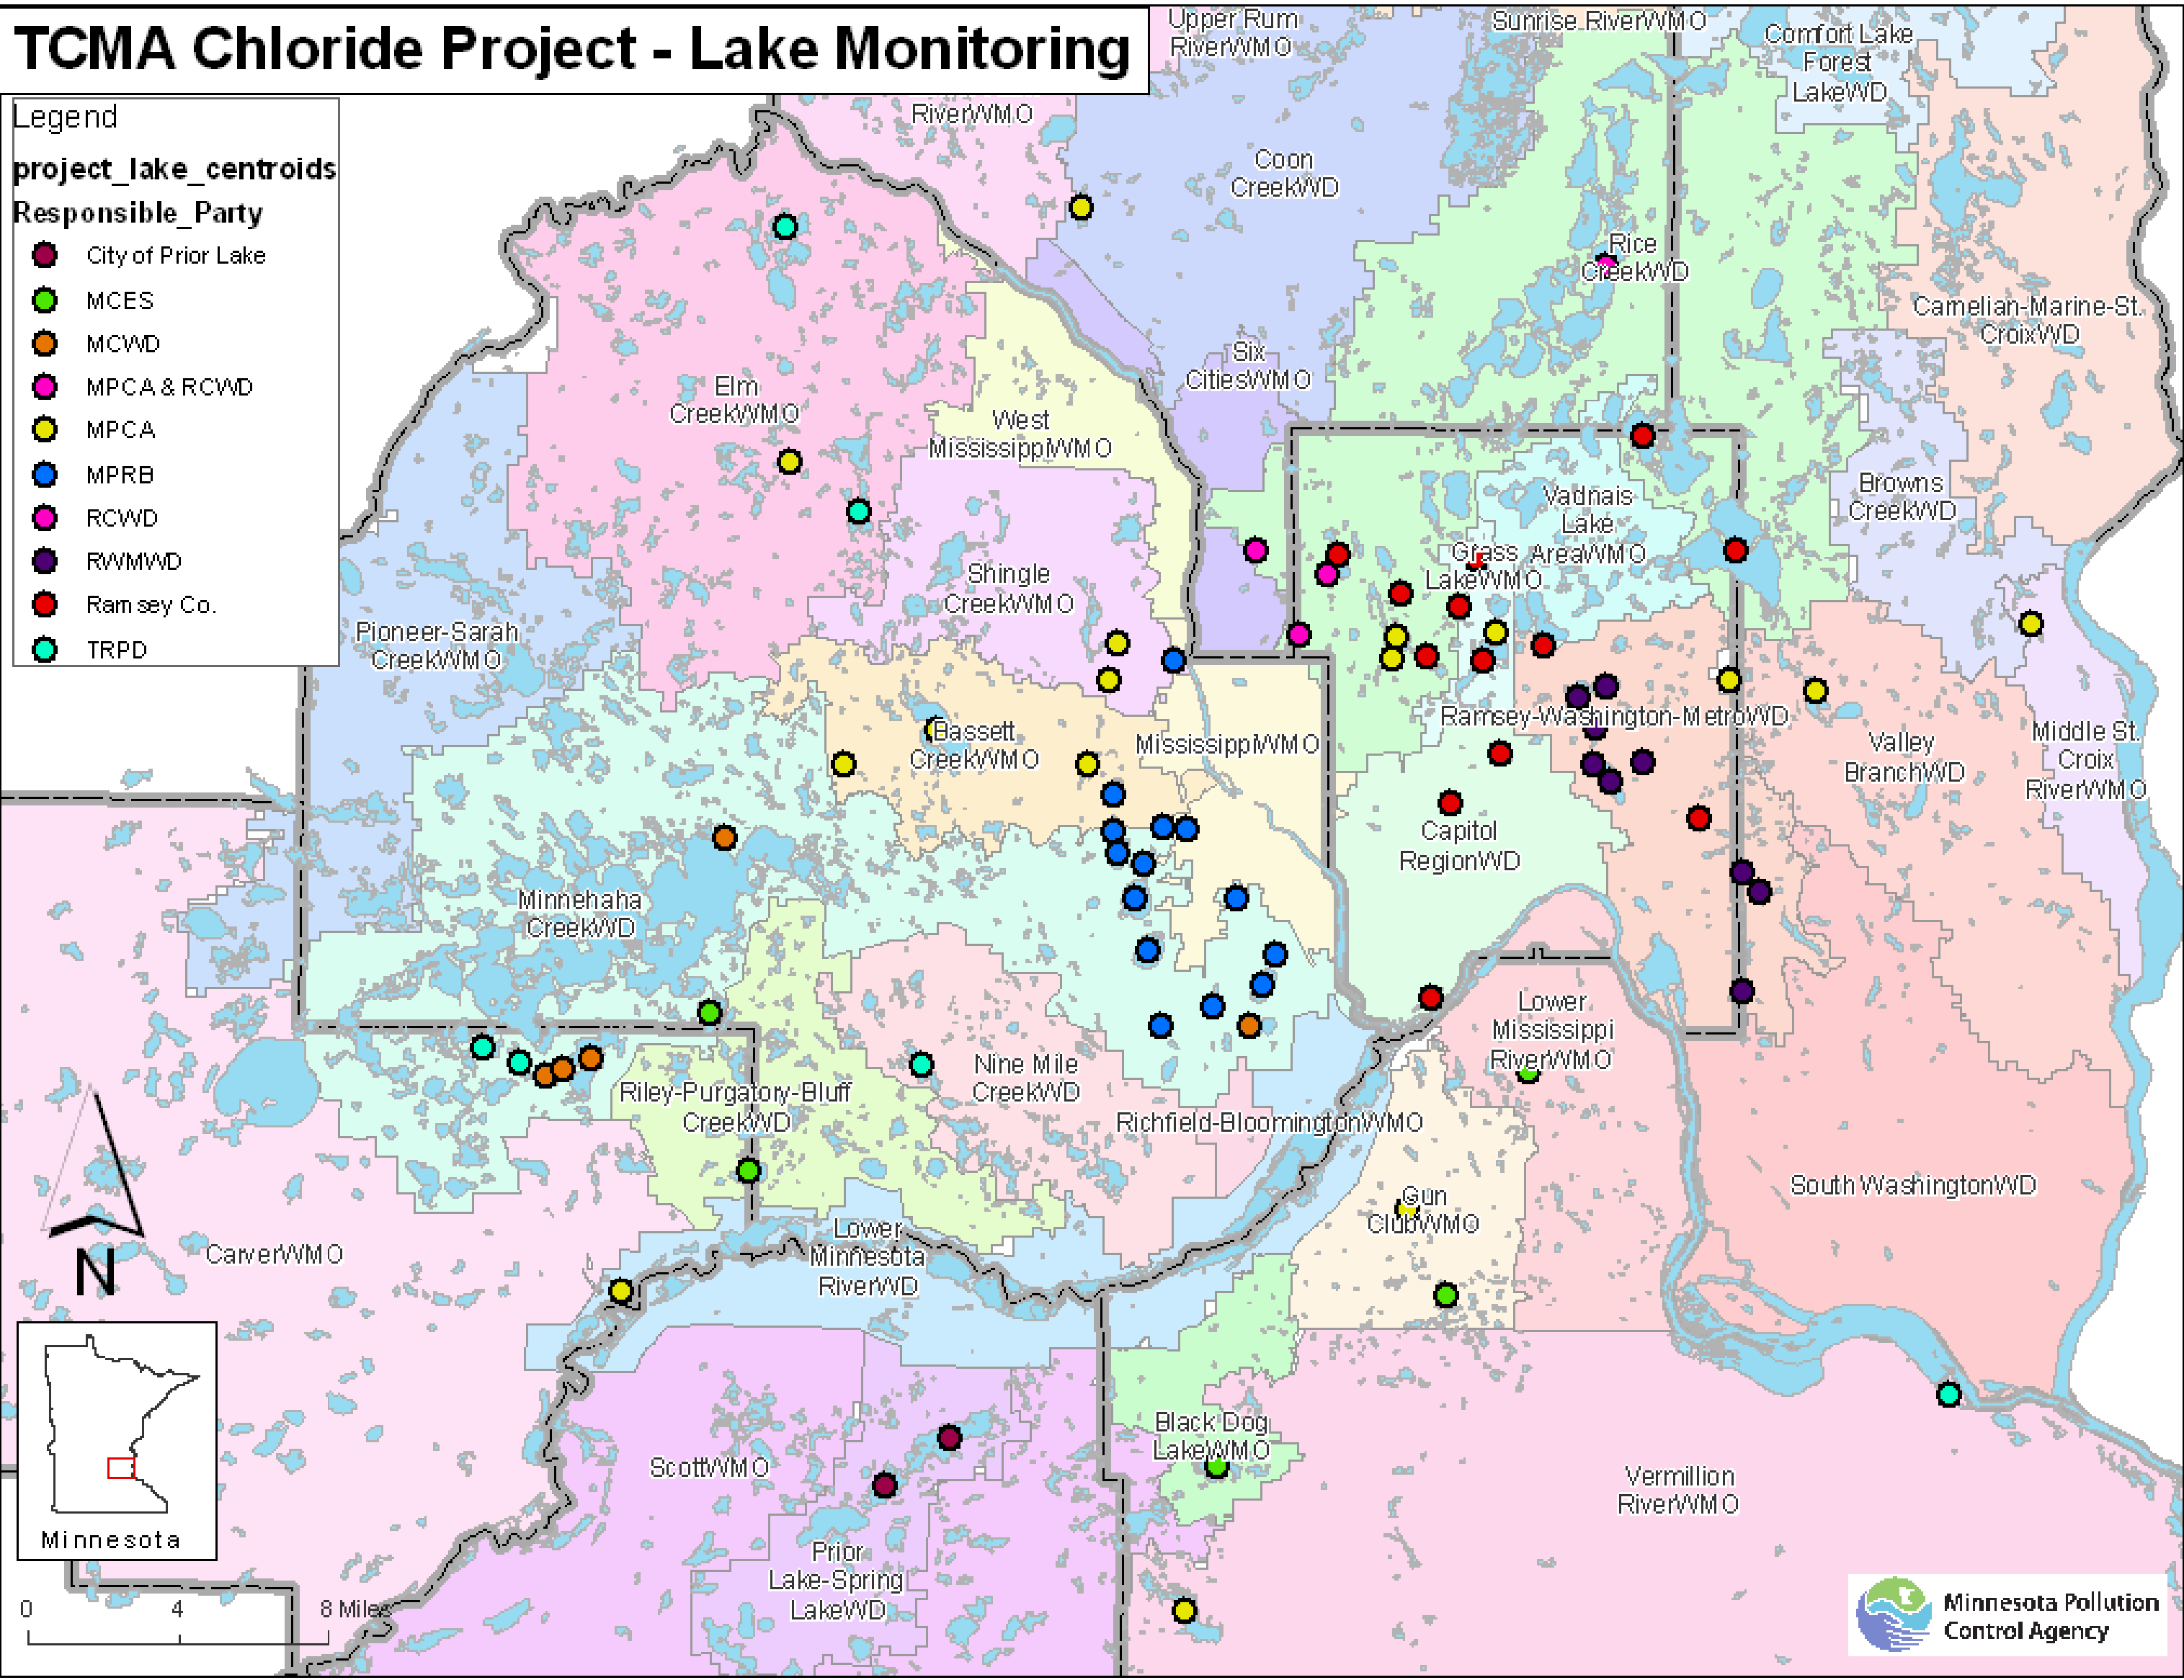 TCMA Chloride Project - Lake Monitoring
Legend
project_lake_centroids
Responsible_Party
City of Prior Lake
MCES
MCWD
MPCA & RCWD
MPCA
MPRB
RCWD
RWMWD
Ramsey Co.
TRPD
Upper Rum
RiverWMO
Sunrise RiverWMO
Comfort Lake
Forest
LakeWD
RiverWMO
Coon
CreekWD
Rice
CreekWD
Carnelian-Marine-St.
CroixWD
Six
CitiesWMO
Elm
CreekWMO
West
MississippiWMO
Vadnais
Lake
AreaWMO
Browns
CreekWD
Grass
LakeWMO
Shingle
CreekWMO
Pioneer-Sarah
CreekWMO
Ramsey-Washington-MetroWD
Bassett
CreekWMO
MississippiWMO
Valley
BranchWD
Middle St.
Croix
RiverWMO
Capitol
RegionWD
Minnehaha
CreekWD
Lower
Mississippi
RiverWMO
Nine Mile
CreekWD
Riley-Purgatory-Bluff
CreekWD
Richfield-BloomingtonWMO
South WashingtonWD
Gun
ClubWMO
Lower
Minnesota
RiverWD
CarverWMO
N
Black Dog
LakeWMO
ScottWMO
Vermillion
RiverWMO
Prior
Lake-Spring
LakeWD
Minnesota
0 4 8 Miles
Minnesota Pollution
Control Agency